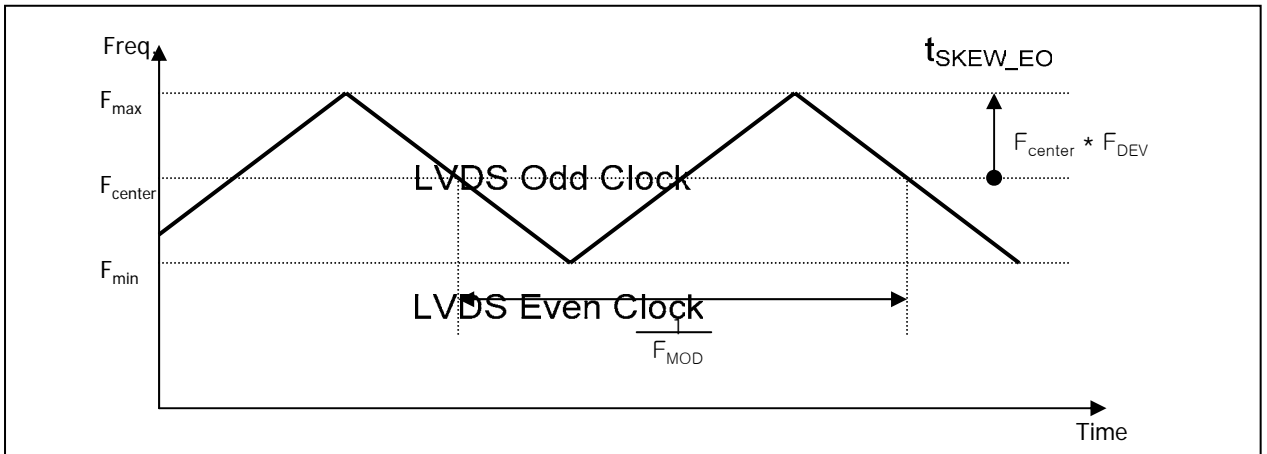 Freq.
tSKEW_EO
Fmax
Fcenter * FDEV
Fcenter
LVDS Odd Clock
Fmin
LVDS Even Clock
1
FMOD
Time